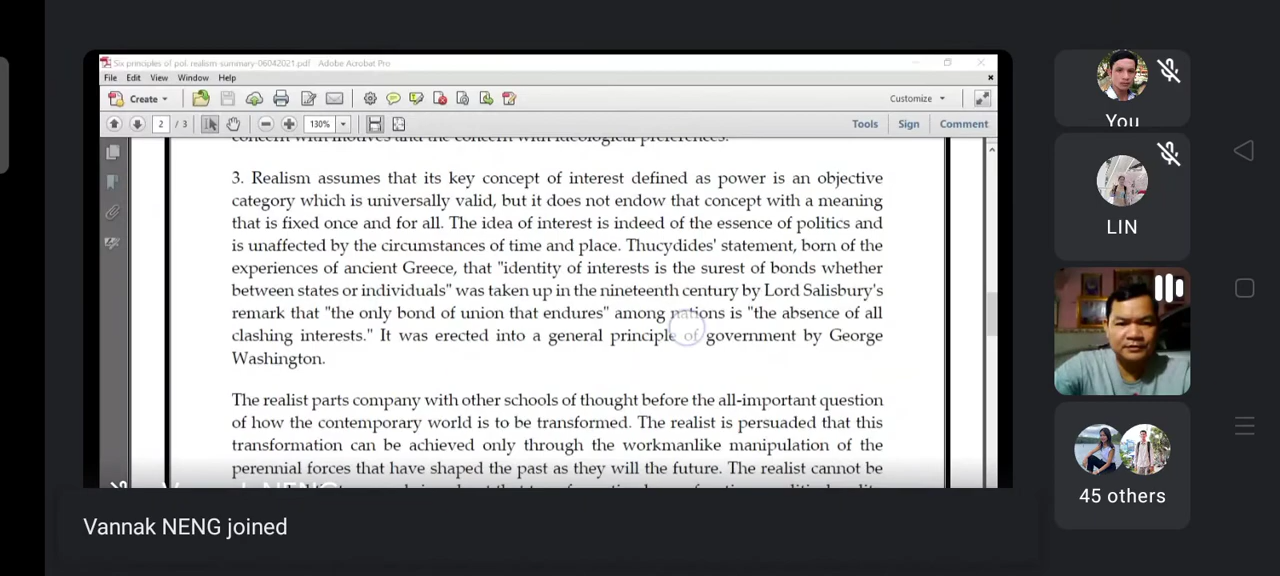 Six principles of pol. realism summary-06042021.pdf - Adobe Acrobat Pro
File Edit View Window Help
Create
Customize
2 / 3
130%
Tools Sign Comment
concern with motives and the concern with ideological preferences.
3. Realism assumes that its key concept of interest defined as power is an objective
category which is universally valid, but it does not endow that concept with a meaning
that is fixed once and for all. The idea of interest is indeed of the essence of politics and
is unaffected by the circumstances of time and place. Thucydides' statement, born of the
experiences of ancient Greece, that "identity of interests is the surest of bonds whether
between states or individuals" was taken up in the nineteenth century by Lord Salisbury's
remark that "the only bond of union that endures" among nations is "the absence of all
clashing interests." It was erected into a general principle of government by George
Washington.
The realist parts company with other schools of thought before the all-important question
of how the contemporary world is to be transformed. The realist is persuaded that this
transformation can be achieved only through the workmanlike manipulation of the
perennial forces that have shaped the past as they will the future. The realist cannot be
You
LIN
45 others
Vannak NENG joined